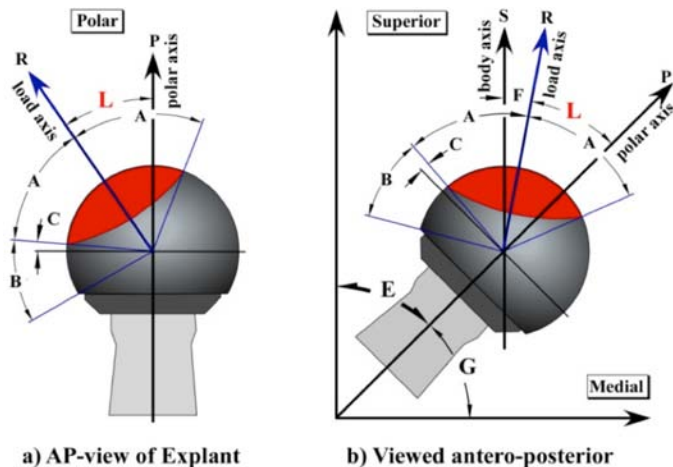 Polar
R
P
load axis
L
A
polar axis
A
C
B
a) AP-view of Explant
Superior
S
R
P
body axis
F
load axis
L
A
A
polar axis
C
B
E
G
Medial
b) Viewed antero-posterior